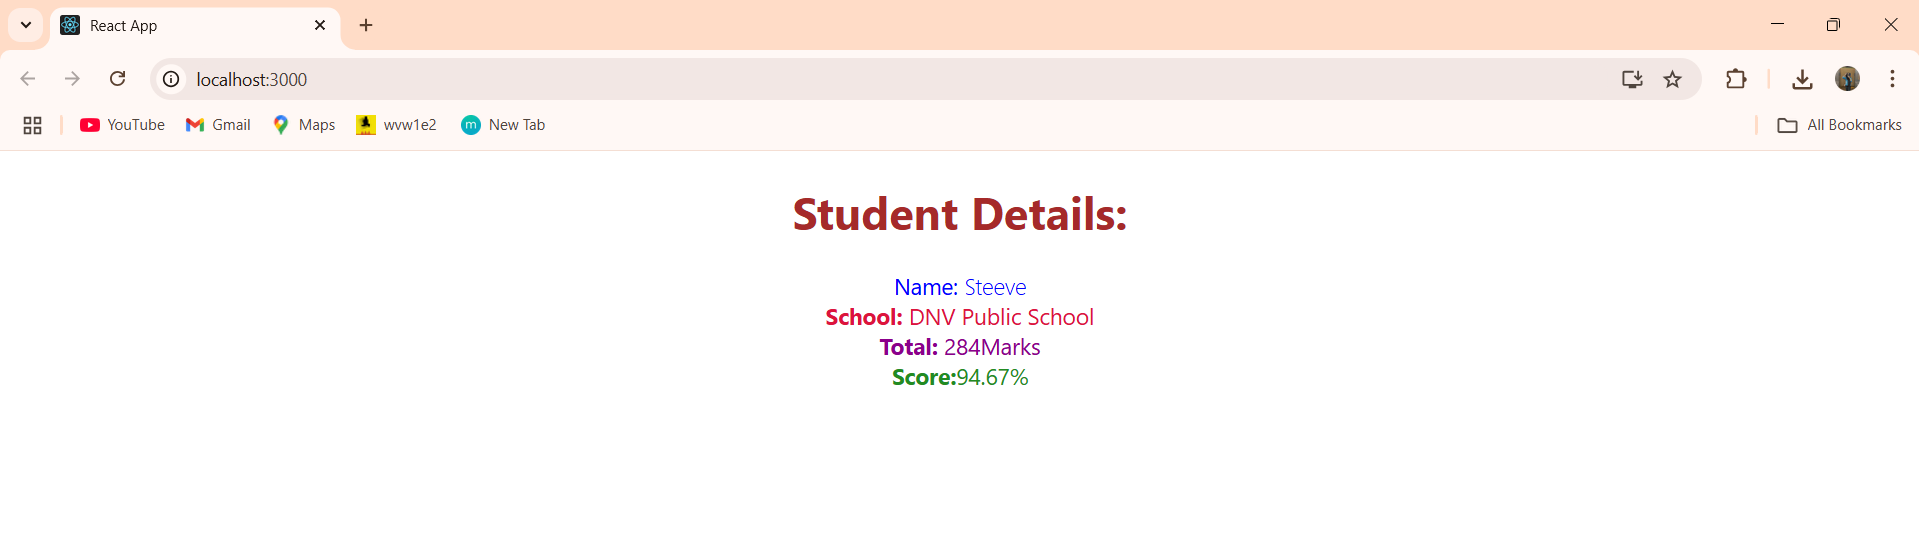 React App
localhost:3000
YouTube Gmail Maps wvw1e2 m New Tab All Bookmarks
Student Details:
Name: Steeve
School: DNV Public School
Total: 284Marks
Score:94.67%